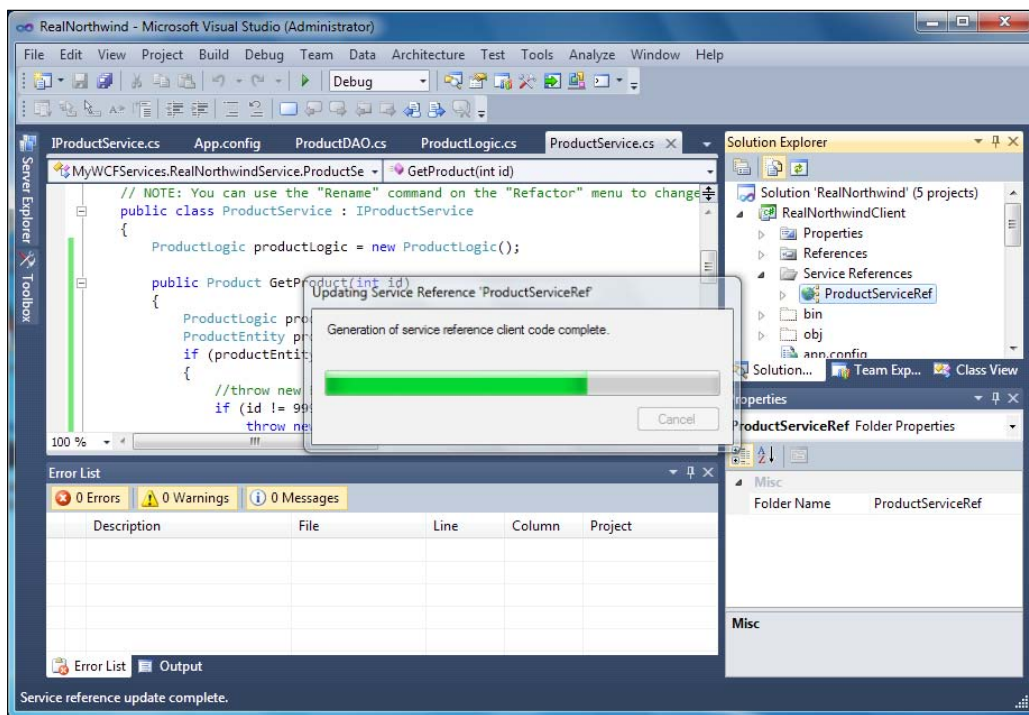 RealNorthwind - Microsoft Visual Studio (Administrator)
File Edit View Project Build Debug Team Data Architecture Test Tools Analyze Window Help
Debug
IProductService.cs App.config ProductDAO.cs ProductLogic.cs ProductService.cs
MyWCFServices.RealNorthwindService.ProductSe GetProduct(int id)
// NOTE: You can use the "Rename" command on the "Refactor" menu to change
public class ProductService : IProductService
{
ProductLogic productLogic = new ProductLogic();
public Product GetProduct(int id)
{
ProductLogic pro
ProductEntity pr
if (productEntit
{
//throw new
if (id != 999
throw new
100 %
Server Explorer
Toolbox
Updating Service Reference 'ProductServiceRef'
Generation of service reference client code complete.
Cancel
Solution Explorer
Solution 'RealNorthwind' (5 projects)
RealNorthwindClient
Properties
References
Service References
ProductServiceRef
bin
obj
app.config
Solution... Team Exp... Class View
Properties
ProductServiceRef Folder Properties
Misc
Folder Name ProductServiceRef
Misc
Error List
0 Errors 0 Warnings 0 Messages
Description File Line Column Project
Error List Output
Service reference update complete.